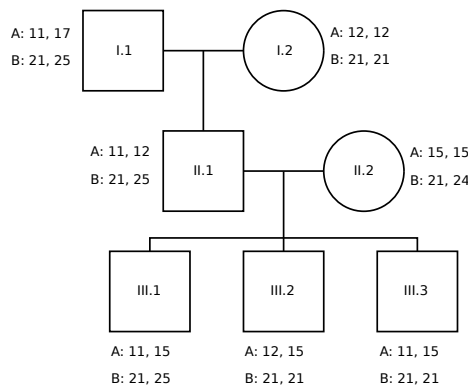 A: 11, 17
B: 21, 25
I.1
I.2
A: 12, 12
B: 21, 21
A: 11, 12
B: 21, 25
II.1
II.2
A: 15, 15
B: 21, 24
III.1
III.2
III.3
A: 11, 15
B: 21, 25
A: 12, 15
B: 21, 21
A: 11, 15
B: 21, 21